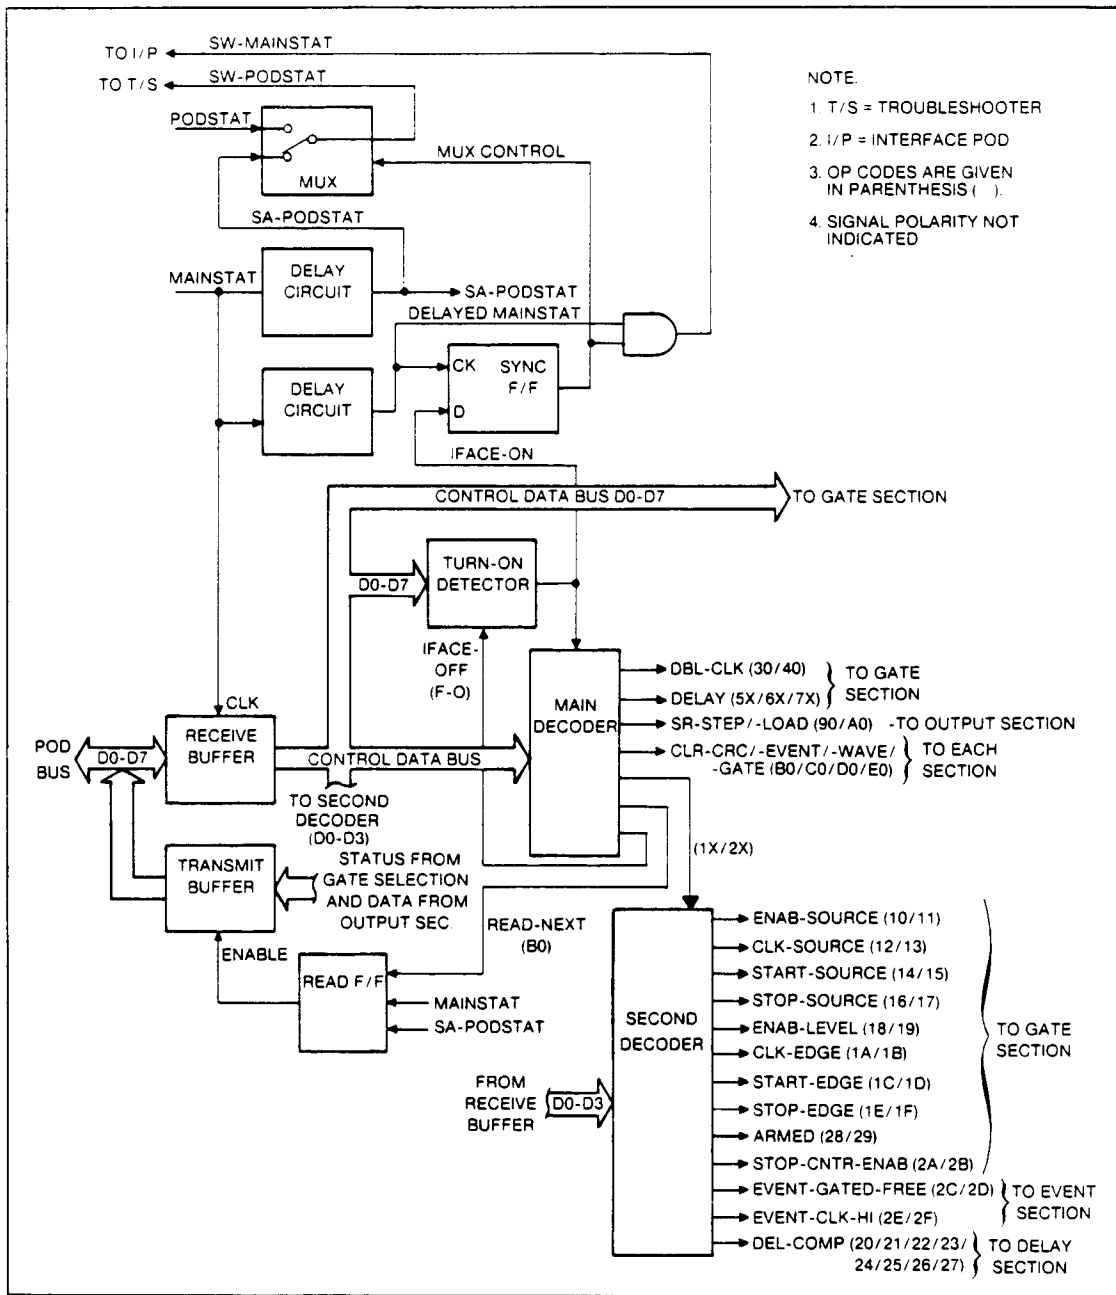 SW-MAINSTAT
TO I/P
SW-PODSTAT
TO T/S
PODSTAT
MUX CONTROL
MUX
SA-PODSTAT
NOTE.
1. T/S = TROUBLESHOOTER
2. I/P = INTERFACE POD
3. OP CODES ARE GIVEN
IN PARENTHESIS ( ).
4. SIGNAL POLARITY NOT
INDICATED
MAINSTAT
DELAY
CIRCUIT
SA-PODSTAT
DELAYED MAINSTAT
CK
SYNC
F/F
D
DELAY
CIRCUIT
IFACE-ON
CONTROL DATA BUS D0-D7
TO GATE SECTION
D0-D7
TURN-ON
DETECTOR
IFACE-
OFF
(F-O)
CLK
MAIN
DECODER
DBL-CLK (30/40)
DELAY (5X/6X/7X)
TO GATE
SECTION
SR-STEP/-LOAD (90/A0)
-TO OUTPUT SECTION
CLR-CRC/-EVENT/-WAVE/
-GATE (B0/C0/D0/E0)
TO EACH
SECTION
POD
BUS
D0-D7
RECEIVE
BUFFER
CONTROL DATA BUS
TO SECOND
DECODER
(D0-D3)
(1X/2X)
TRANSMIT
BUFFER
STATUS FROM
GATE SELECTION
AND DATA FROM
OUTPUT SEC.
READ-NEXT
(B0)
ENABLE
READ F/F
MAINSTAT
SA-PODSTAT
SECOND
DECODER
FROM
RECEIVE
BUFFER
D0-D3
ENAB-SOURCE (10/11)
CLK-SOURCE (12/13)
START-SOURCE (14/15)
STOP-SOURCE (16/17)
ENAB-LEVEL (18/19)
CLK-EDGE (1A/1B)
START-EDGE (1C/1D)
STOP-EDGE (1E/1F)
ARMED (28/29)
STOP-CNTR-ENAB (2A/2B)
TO GATE
SECTION
EVENT-GATED-FREE (2C/2D)
EVENT-CLK-HI (2E/2F)
TO EVENT
SECTION
DEL-COMP (20/21/22/23/
24/25/26/27)
TO DELAY
SECTION